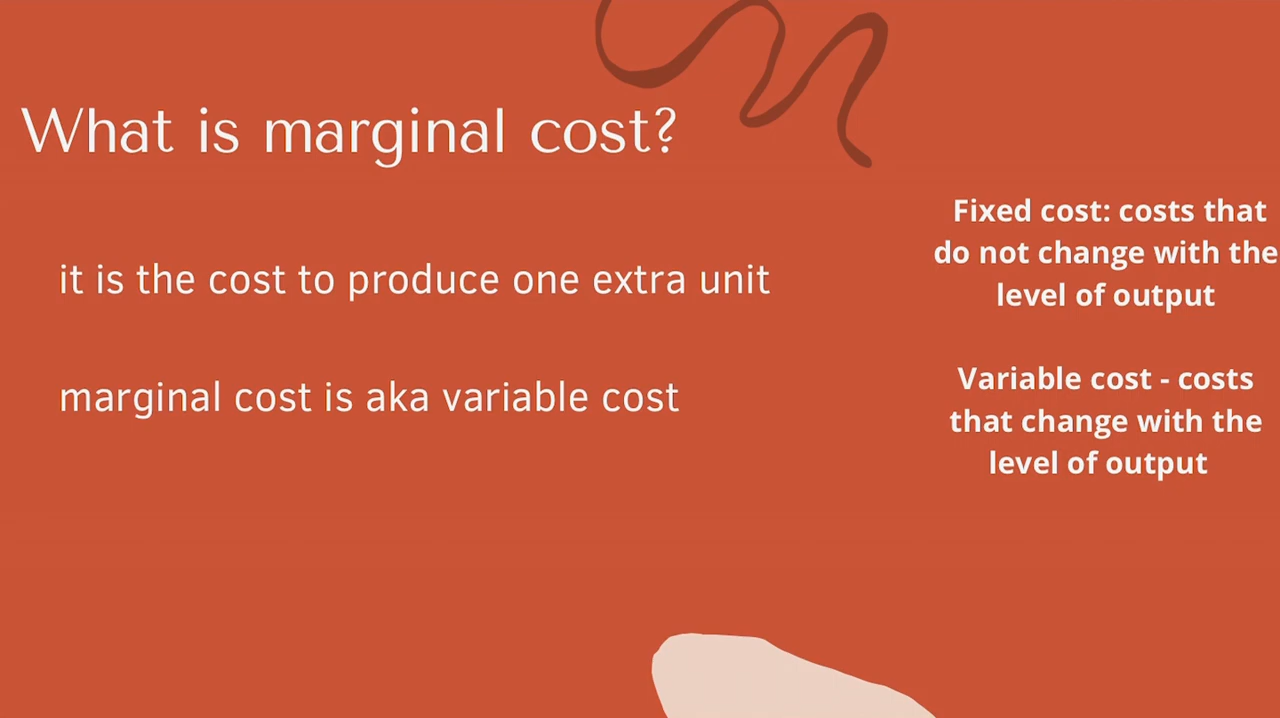 What is marginal cost?
it is the cost to produce one extra unit
marginal cost is aka variable cost
Fixed cost: costs that
do not change with the
level of output
Variable cost - costs
that change with the
level of output